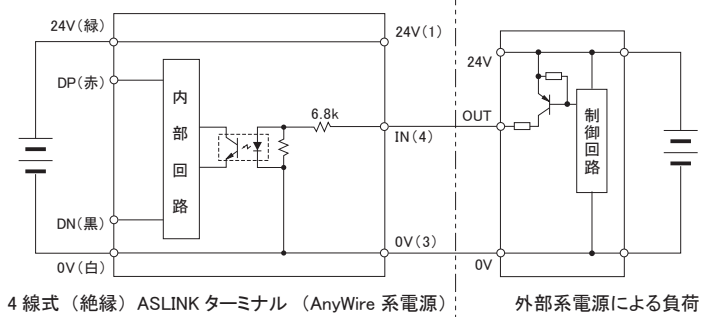 24V(緑)
24V(1)
24V
DP(赤)
内部回路
6.8k
IN(4)
OUT
制御回路
DN(黒)
0V(3)
0V(白)
0V
4 線式 (絶縁) ASLINK ターミナル (AnyWire 系電源)
外部系電源による負荷